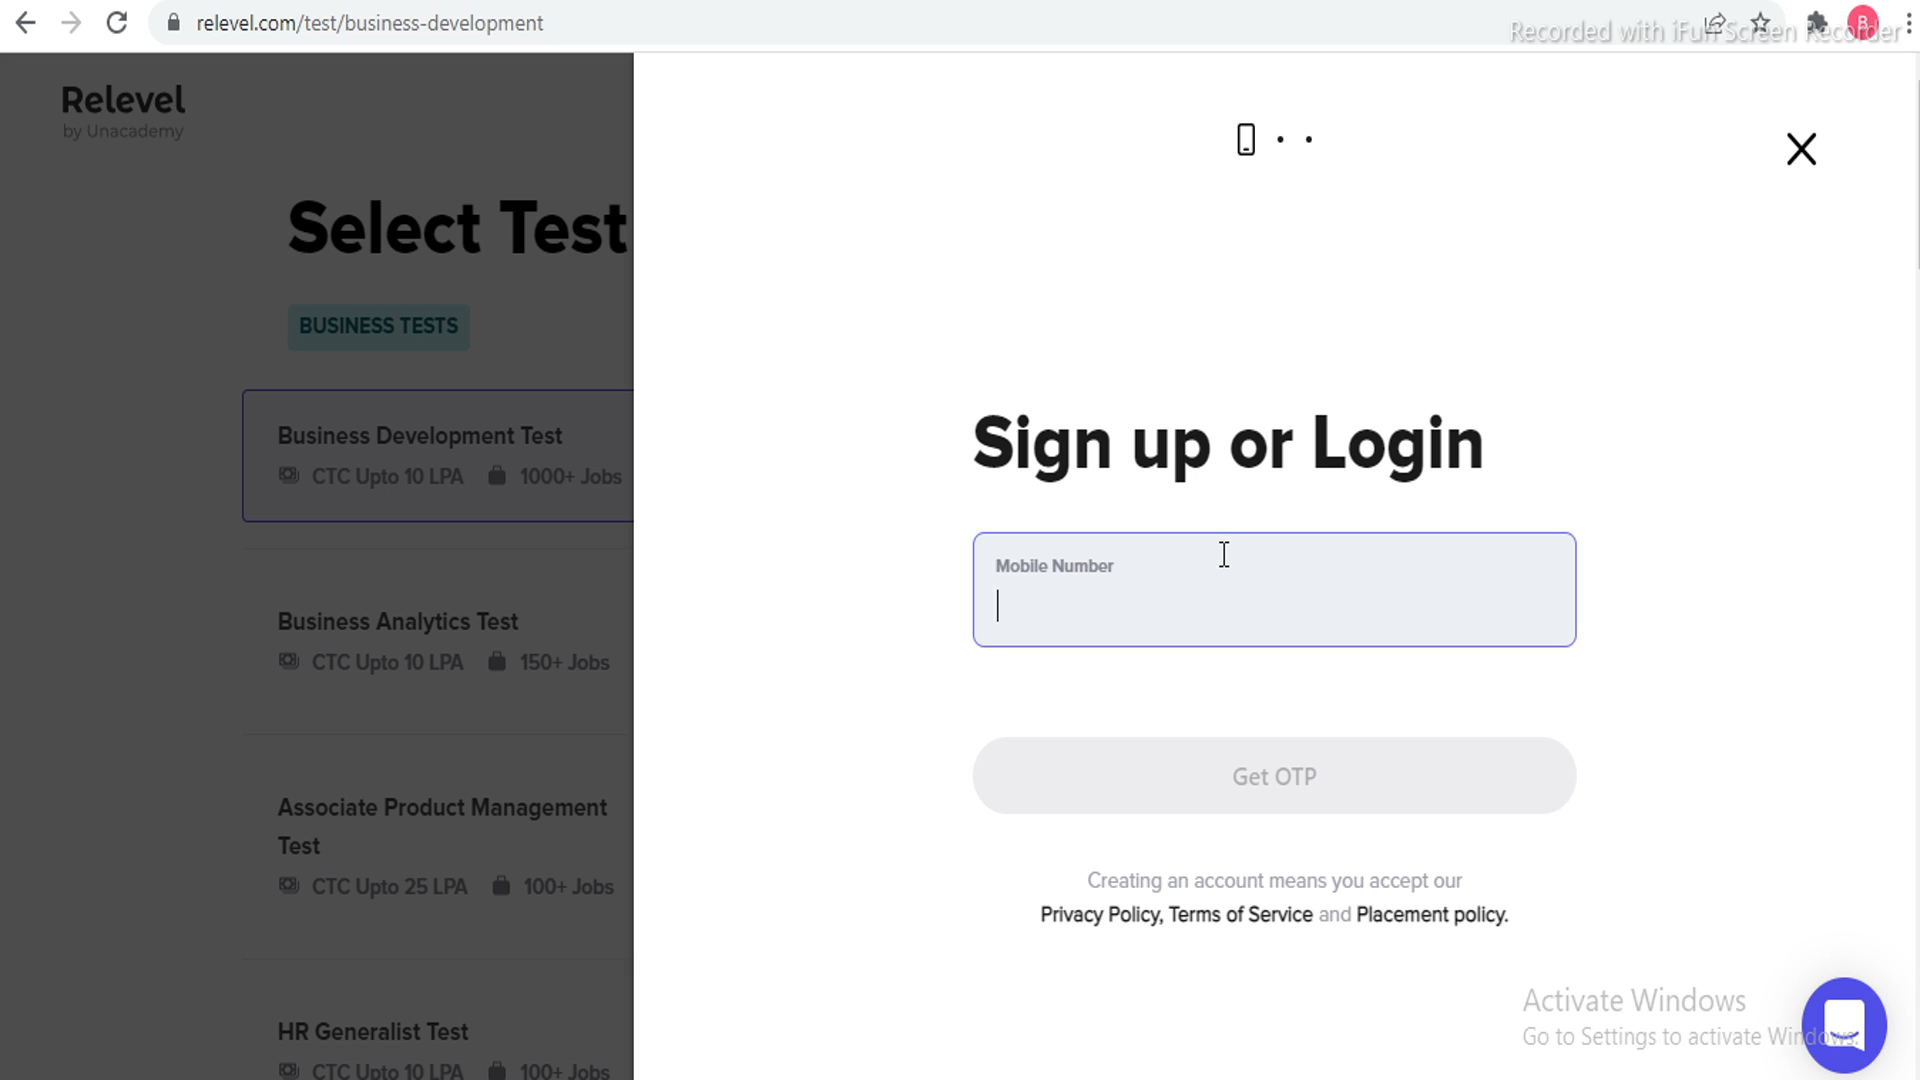 relevel.com/test/business-development
Recorded with iFun Screen Recorder
B
Relevel
by Unacademy
Select Test
BUSINESS TESTS
Business Development Test
CTC Upto 10 LPA 1000+ Jobs
Business Analytics Test
CTC Upto 10 LPA 150+ Jobs
Associate Product Management
Test
CTC Upto 25 LPA 100+ Jobs
HR Generalist Test
CTC Upto 10 LPA 100+ Jobs
Sign up or Login
Mobile Number
Get OTP
Creating an account means you accept our
Privacy Policy, Terms of Service and Placement policy.
Activate Windows
Go to Settings to activate Windows.